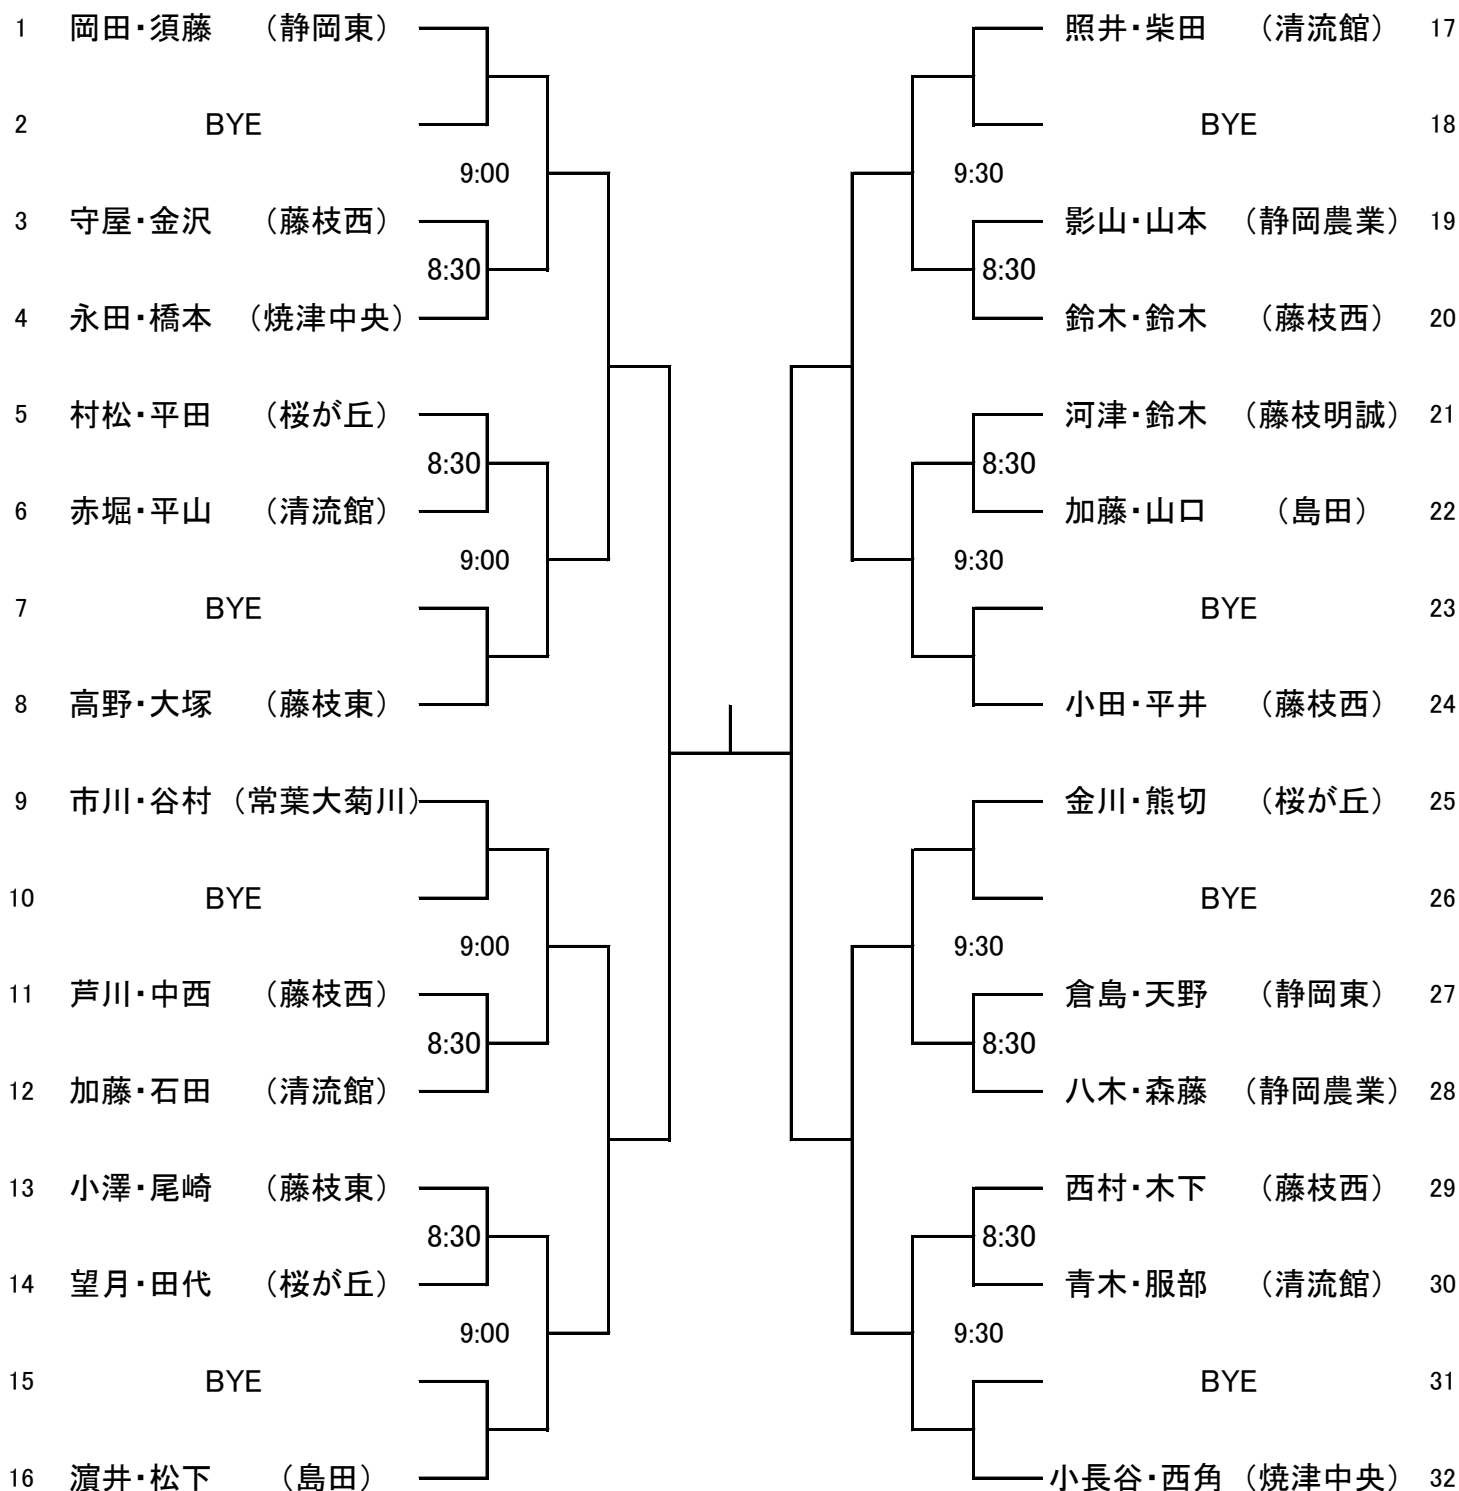 1 岡田・須藤 （静岡東）
2 BYE
9:00
3 守屋・金沢 （藤枝西）
8:30
4 永田・橋本 （焼津中央）
5 村松・平田 （桜が丘）
8:30
6 赤堀・平山 （清流館）
9:00
7 BYE
8 高野・大塚 （藤枝東）
9 市川・谷村 （常葉大菊川）
10 BYE
9:00
11 芦川・中西 （藤枝西）
8:30
12 加藤・石田 （清流館）
13 小澤・尾崎 （藤枝東）
8:30
14 望月・田代 （桜が丘）
9:00
15 BYE
16 濵井・松下 （島田）
照井・柴田 （清流館） 17
BYE 18
9:30
影山・山本 （静岡農業） 19
8:30
鈴木・鈴木 （藤枝西） 20
河津・鈴木 （藤枝明誠） 21
8:30
加藤・山口 （島田） 22
9:30
BYE 23
小田・平井 （藤枝西） 24
金川・熊切 （桜が丘） 25
BYE 26
9:30
倉島・天野 （静岡東） 27
8:30
八木・森藤 （静岡農業） 28
西村・木下 （藤枝西） 29
8:30
青木・服部 （清流館） 30
9:30
BYE 31
小長谷・西角 （焼津中央） 32